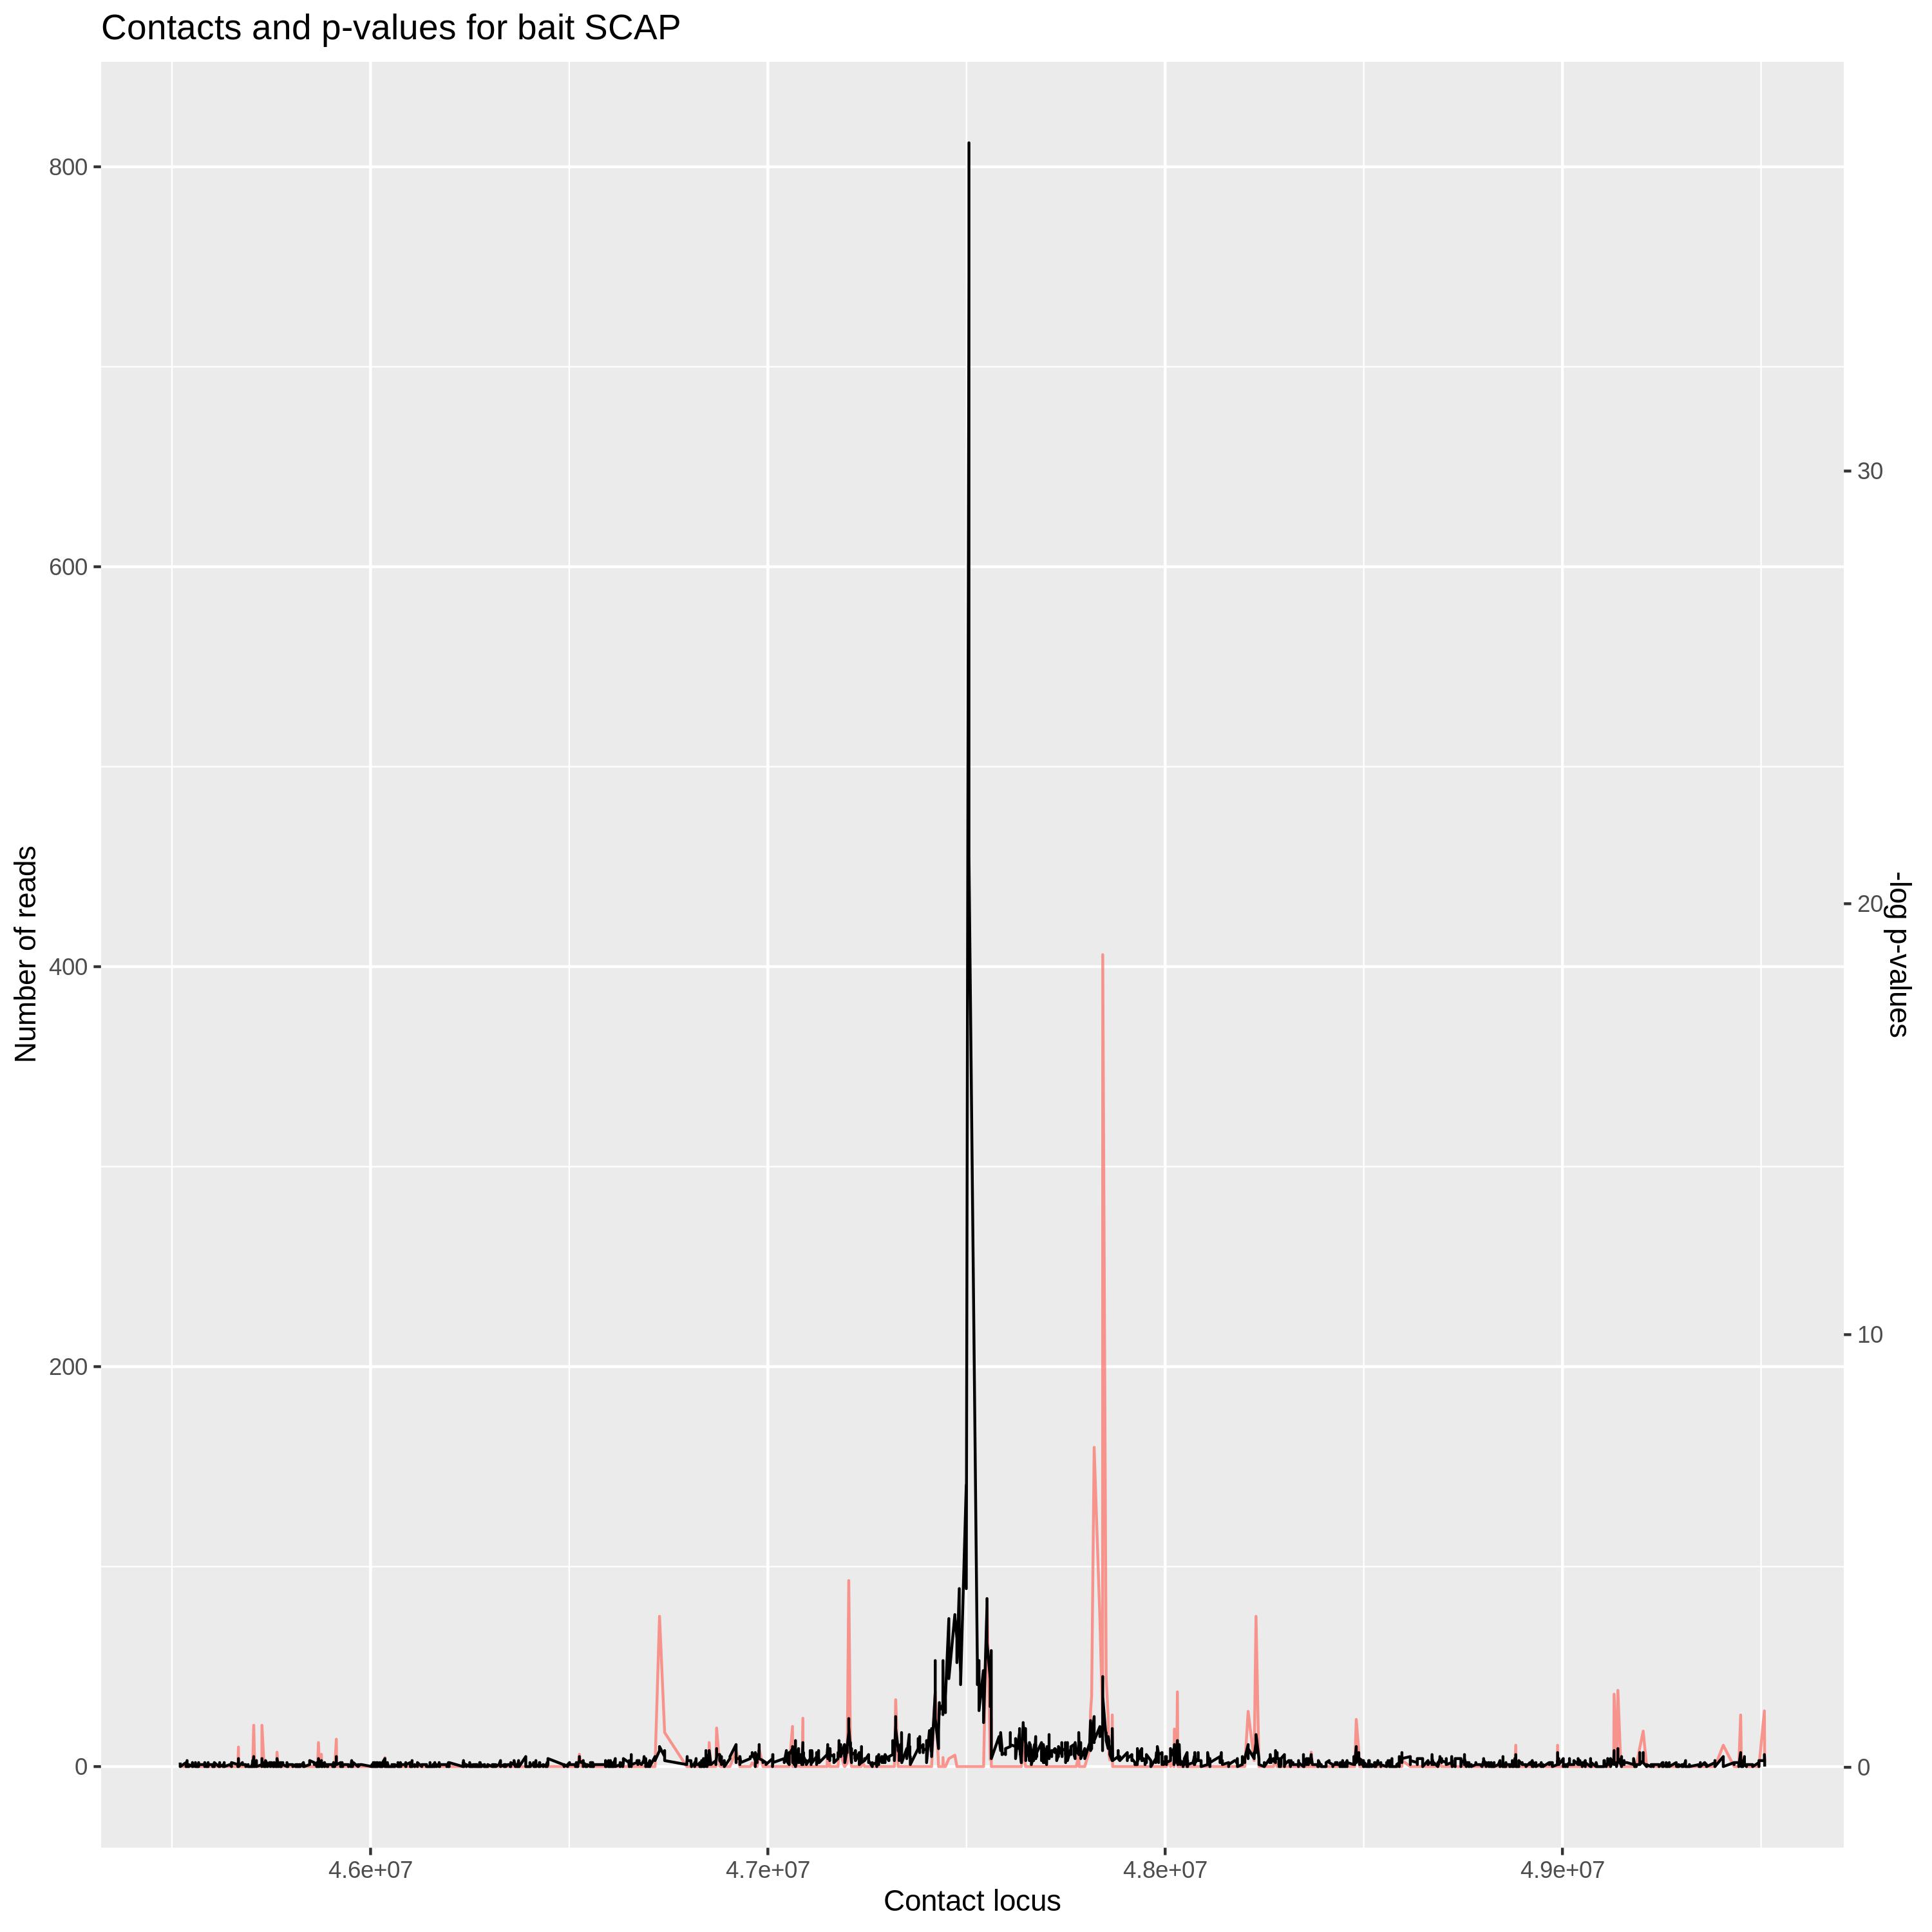 Contacts and p-values for bait SCAP
800
600
400
200
0
Number of reads
30
20
10
0
-log p-values
4.6e+07
4.7e+07
4.8e+07
4.9e+07
Contact locus